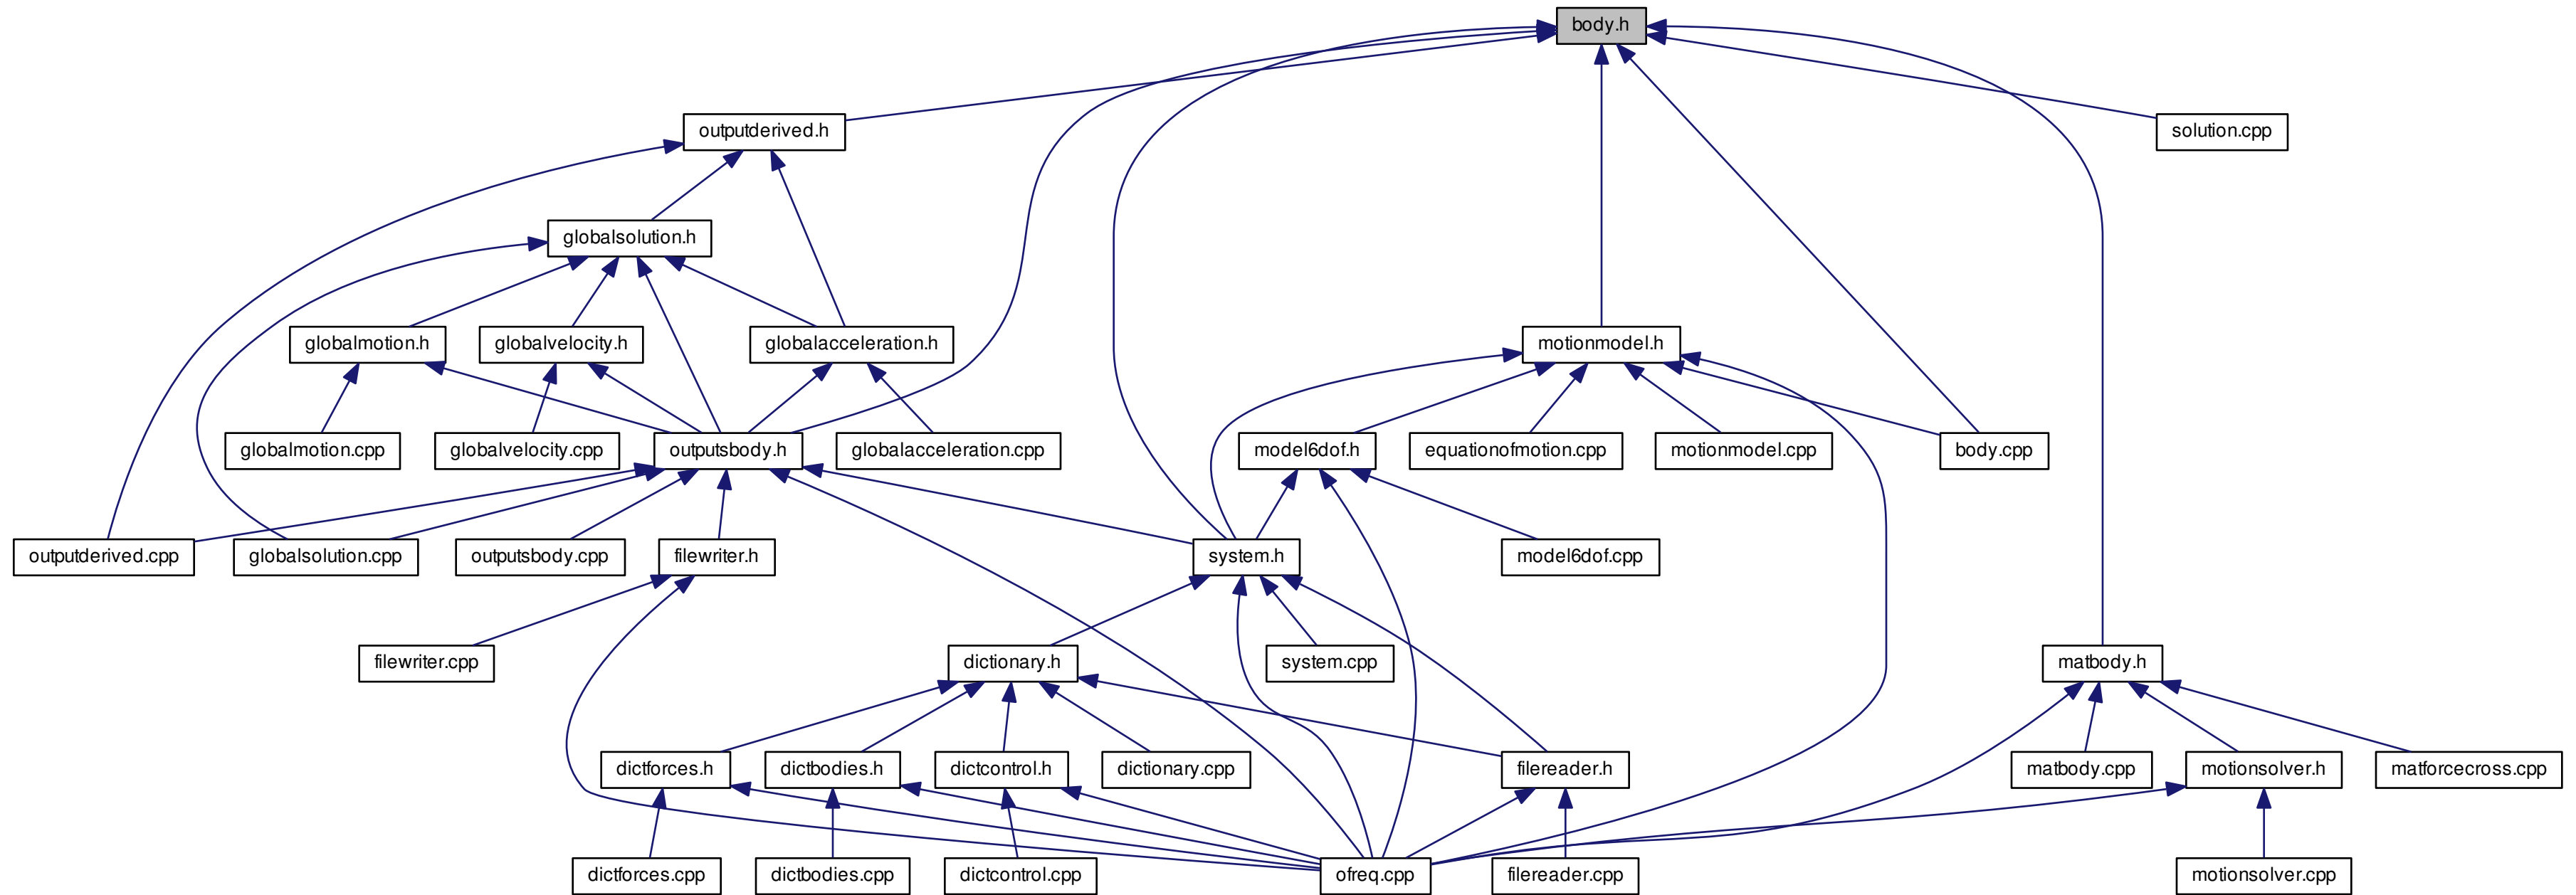 body.h
outputderived.h
solution.cpp
globalsolution.h
globalmotion.h
globalvelocity.h
globalacceleration.h
motionmodel.h
globalmotion.cpp
globalvelocity.cpp
outputsbody.h
globalacceleration.cpp
model6dof.h
equationofmotion.cpp
motionmodel.cpp
body.cpp
outputderived.cpp
globalsolution.cpp
outputsbody.cpp
filewriter.h
system.h
model6dof.cpp
filewriter.cpp
dictionary.h
system.cpp
matbody.h
dictforces.h
dictbodies.h
dictcontrol.h
dictionary.cpp
filereader.h
matbody.cpp
motionsolver.h
matforcecross.cpp
dictforces.cpp
dictbodies.cpp
dictcontrol.cpp
ofreq.cpp
filereader.cpp
motionsolver.cpp